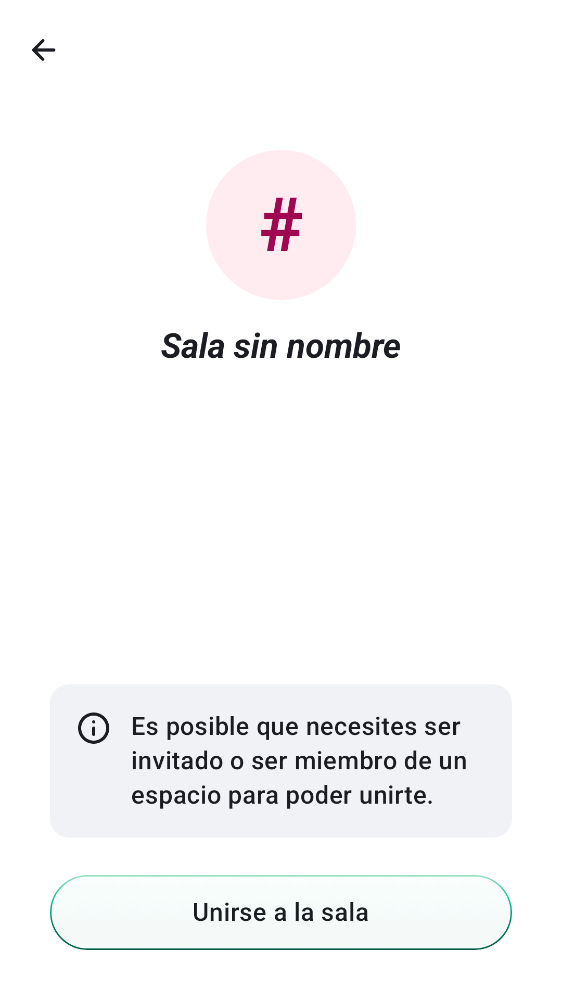 #
Sala sin nombre
Es posible que necesites ser
invitado o ser miembro de un
espacio para poder unirte.
Unirse a la sala